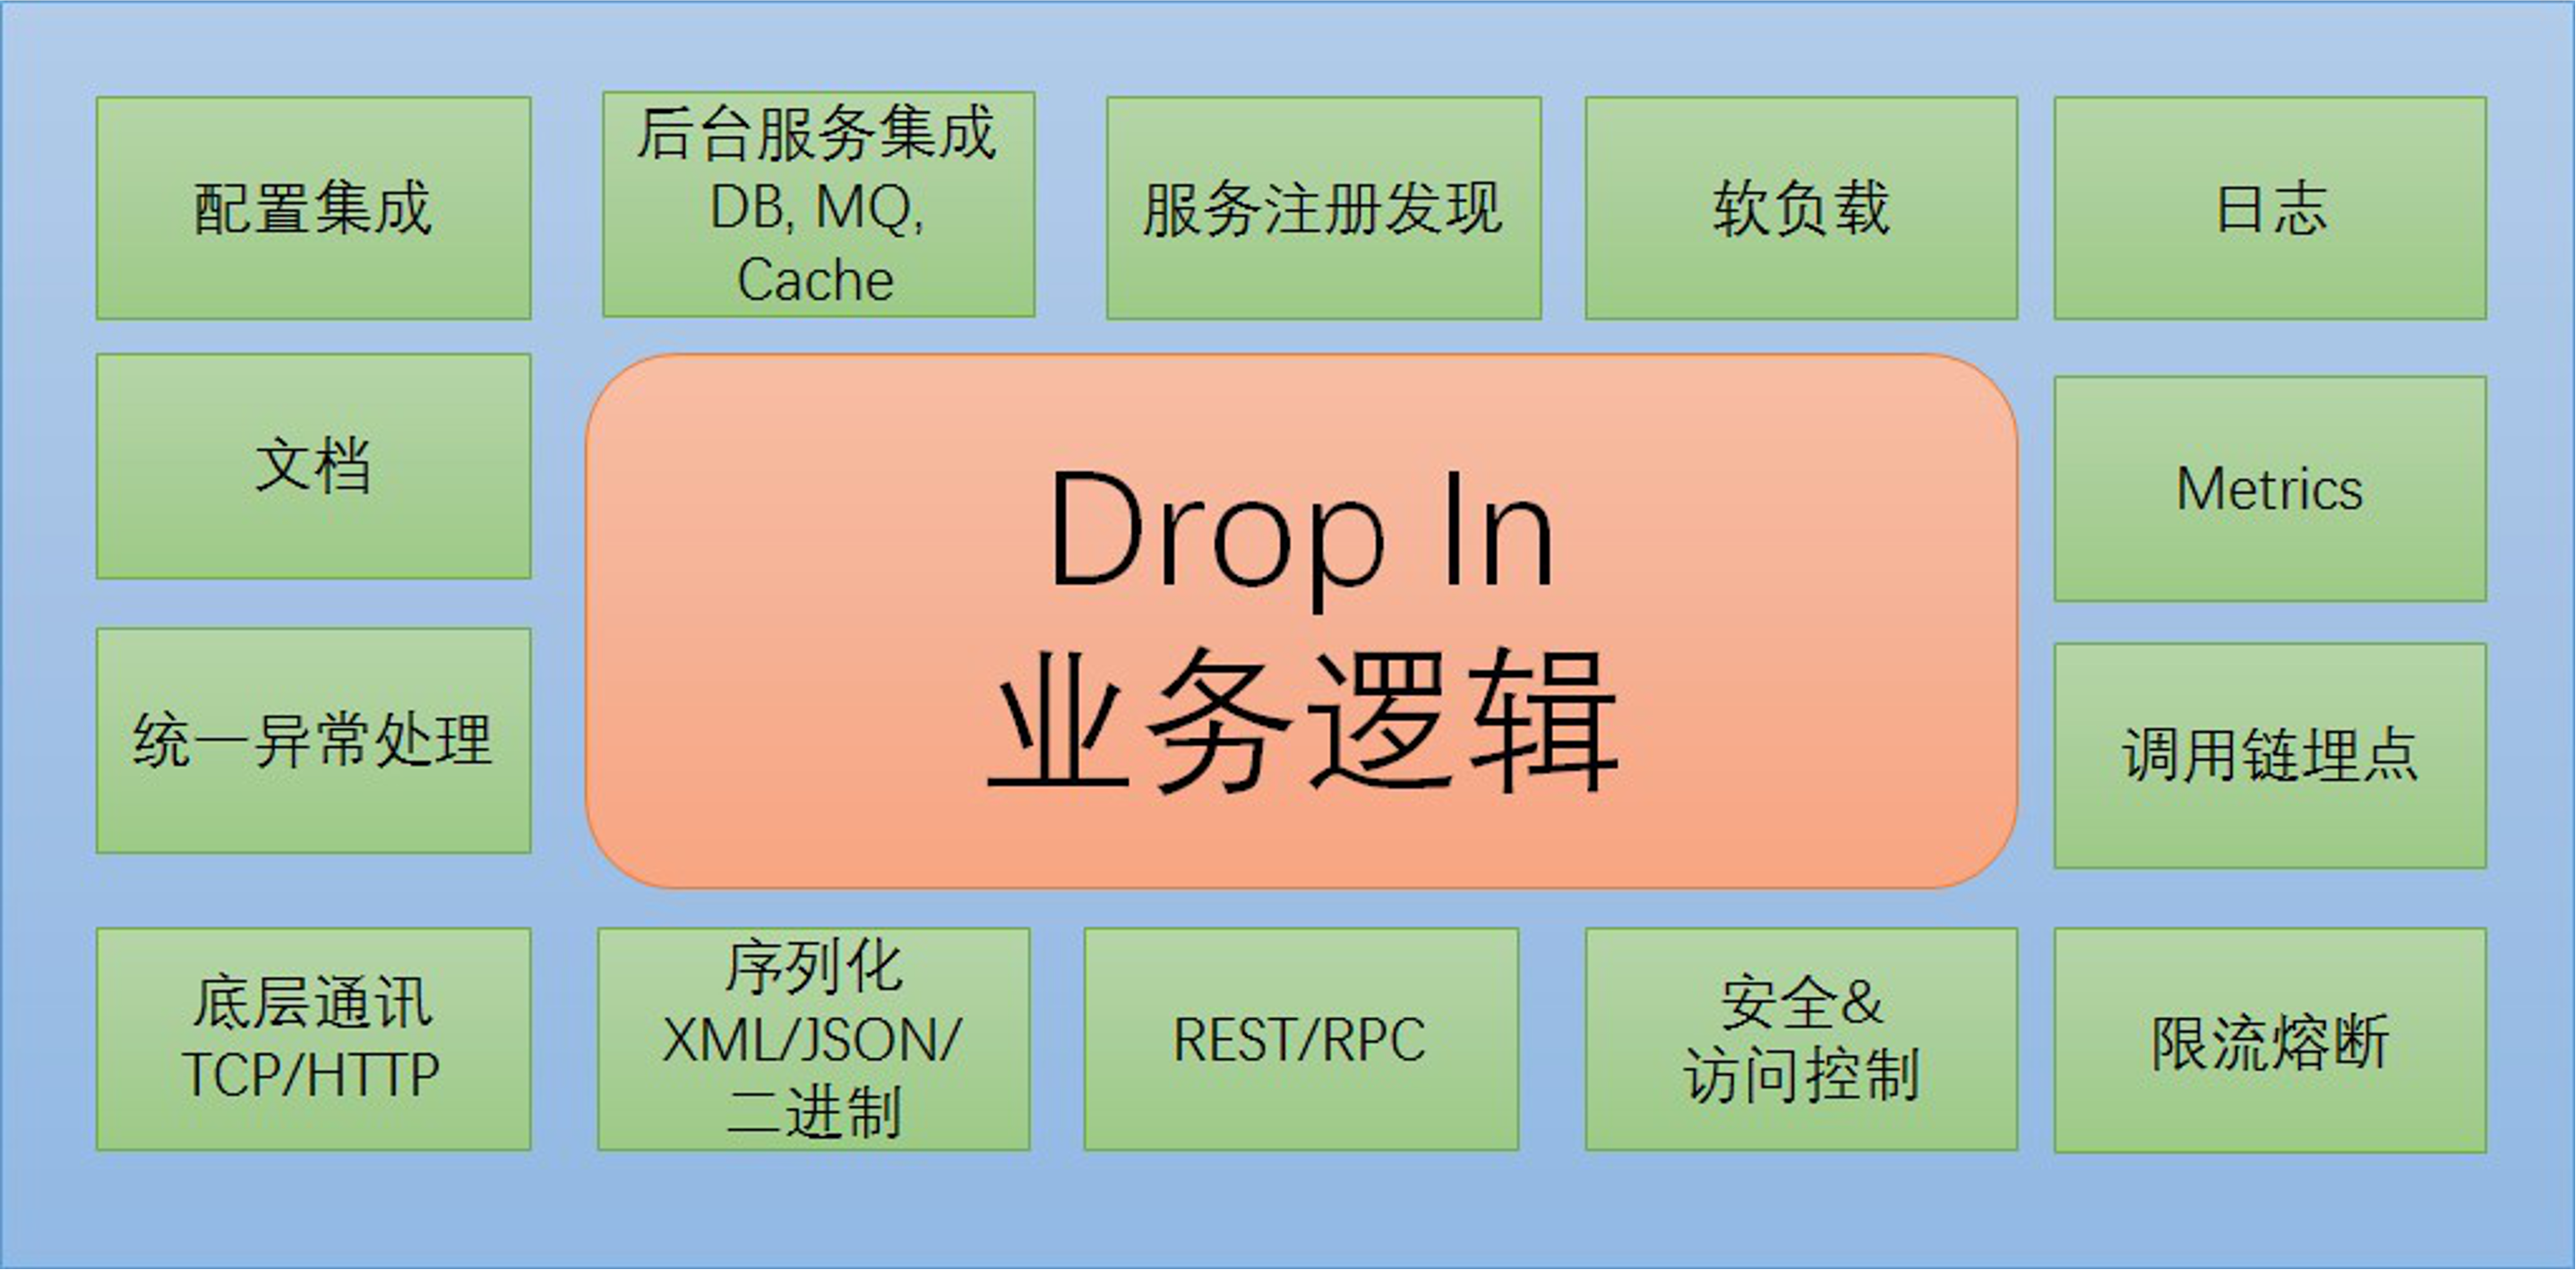 配置集成
后台服务集成
DB, MQ,
Cache
服务注册发现
软负载
日志
文档
Drop In
业务逻辑
Metrics
统一异常处理
调用链埋点
底层通讯
TCP/HTTP
序列化
XML/JSON/
二进制
REST/RPC
安全&
访问控制
限流熔断